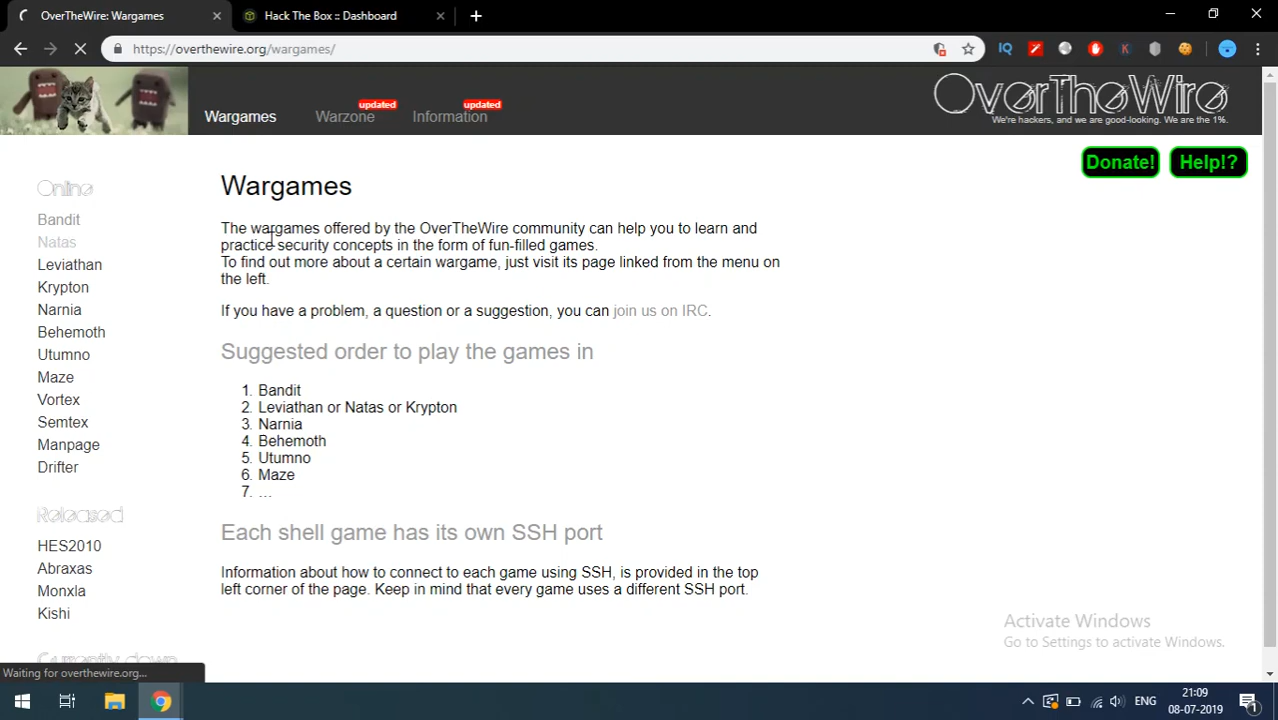 OverTheWire: Wargames
Hack The Box :: Dashboard
https://overthewire.org/wargames/
Wargames
Warzone
updated
Information
updated
OverTheWire
We're hackers, and we are good-looking. We are the 1%.
Donate!
Help!?
Online
Bandit
Natas
Leviathan
Krypton
Narnia
Behemoth
Utumno
Maze
Vortex
Semtex
Manpage
Drifter
Released
HES2010
Abraxas
Monxla
Kishi
Currently down
Wargames
The wargames offered by the OverTheWire community can help you to learn and
practice security concepts in the form of fun-filled games.
To find out more about a certain wargame, just visit its page linked from the menu on
the left.
If you have a problem, a question or a suggestion, you can join us on IRC.
Suggested order to play the games in
1. Bandit
2. Leviathan or Natas or Krypton
3. Narnia
4. Behemoth
5. Utumno
6. Maze
7. ...
Each shell game has its own SSH port
Information about how to connect to each game using SSH, is provided in the top
left corner of the page. Keep in mind that every game uses a different SSH port.
Activate Windows
Go to Settings to activate Windows.
Waiting for overthewire.org...
ENG
21:09
08-07-2019
1
IQ
K